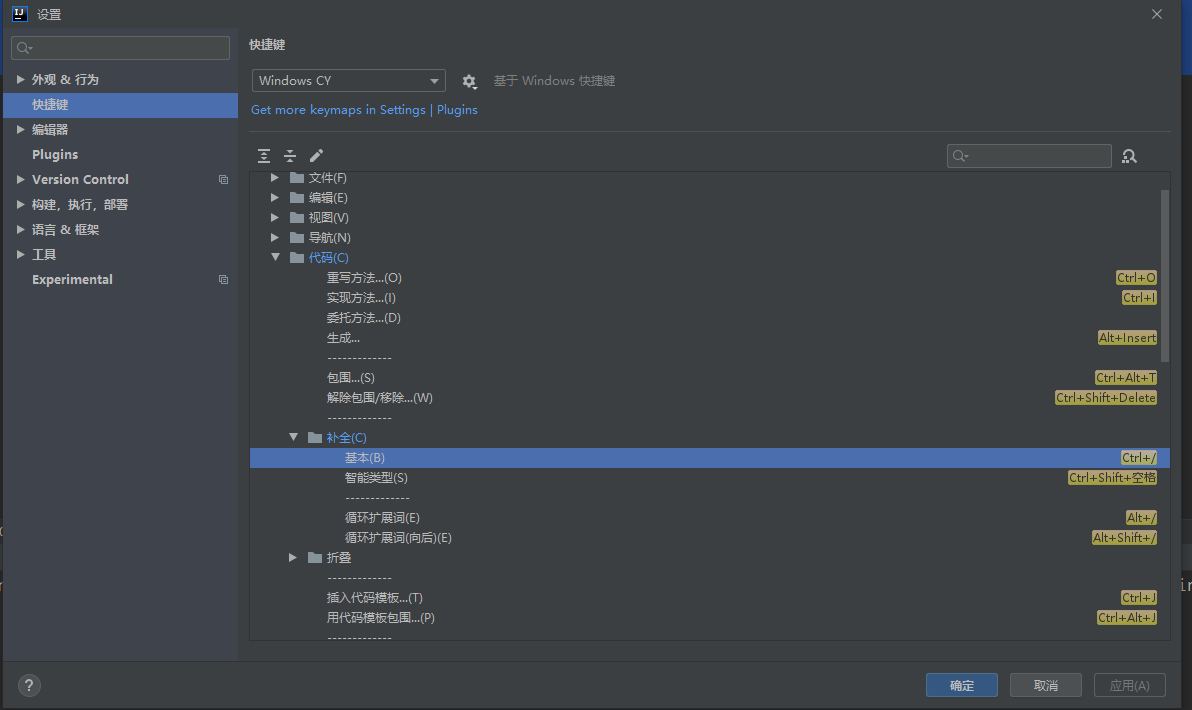 IJ 设置
快捷键
Windows CY
基于 Windows 快捷键
Get more keymaps in Settings | Plugins
外观 & 行为
快捷键
编辑器
Plugins
Version Control
构建，执行，部署
语言 & 框架
工具
Experimental
文件(F)
编辑(E)
视图(V)
导航(N)
代码(C)
重写方法...(O) Ctrl+O
实现方法...(I) Ctrl+I
委托方法...(D)
生成... Alt+Insert
-------------
包围...(S) Ctrl+Alt+T
解除包围/移除...(W) Ctrl+Shift+Delete
-------------
补全(C)
基本(B) Ctrl+/
智能类型(S) Ctrl+Shift+空格
-------------
循环扩展词(E) Alt+/
循环扩展词(向后)(E) Alt+Shift+/
折叠
-------------
插入代码模板...(T) Ctrl+J
用代码模板包围...(P) Ctrl+Alt+J
-------------
?
确定 取消 应用(A)